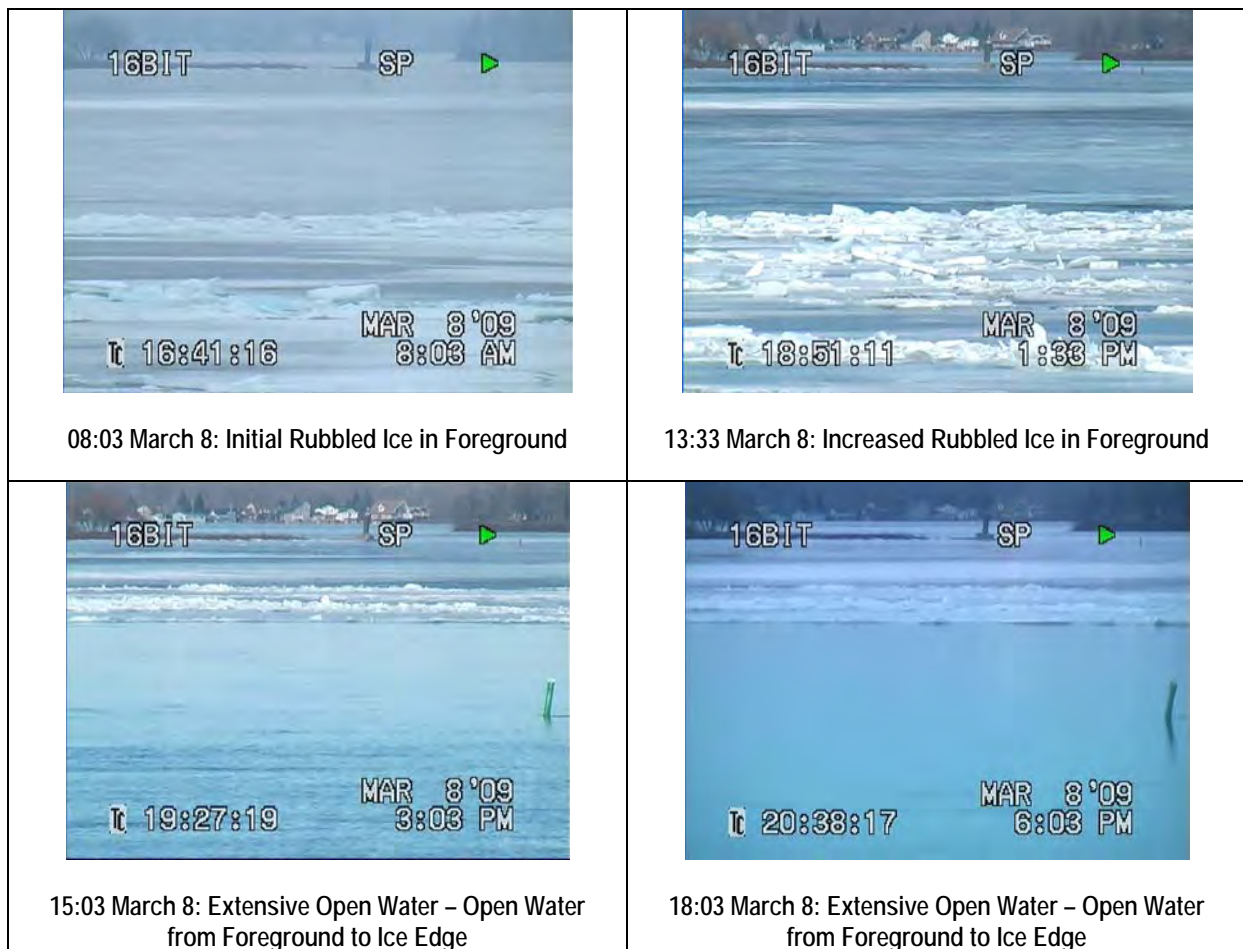 16BIT SP
MAR 8 '09
Tc 16:41:16 8:03 AM
08:03 March 8: Initial Rubbled Ice in Foreground
16BIT SP
MAR 8 '09
Tc 18:51:11 1:33 PM
13:33 March 8: Increased Rubbled Ice in Foreground
16BIT SP
MAR 8 '09
Tc 19:27:19 3:03 PM
15:03 March 8: Extensive Open Water – Open Water
from Foreground to Ice Edge
16BIT SP
MAR 8 '09
Tc 20:38:17 6:03 PM
18:03 March 8: Extensive Open Water – Open Water
from Foreground to Ice Edge